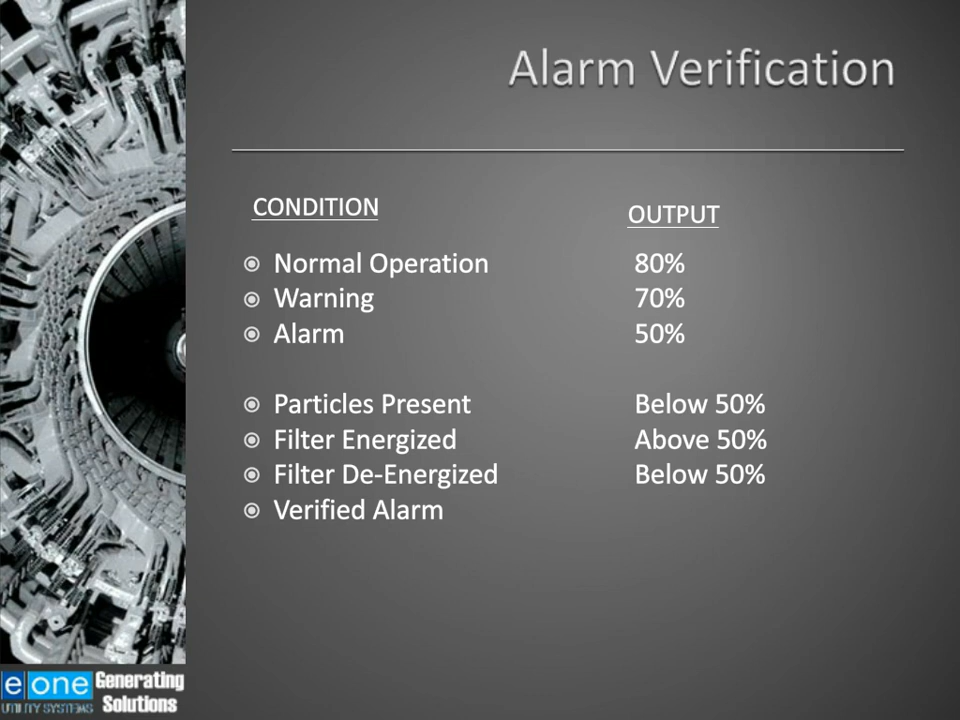 Alarm Verification
CONDITION OUTPUT
Normal Operation 80%
Warning 70%
Alarm 50%
Particles Present Below 50%
Filter Energized Above 50%
Filter De-Energized Below 50%
Verified Alarm
e one Generating
UTILITY SYSTEMS Solutions